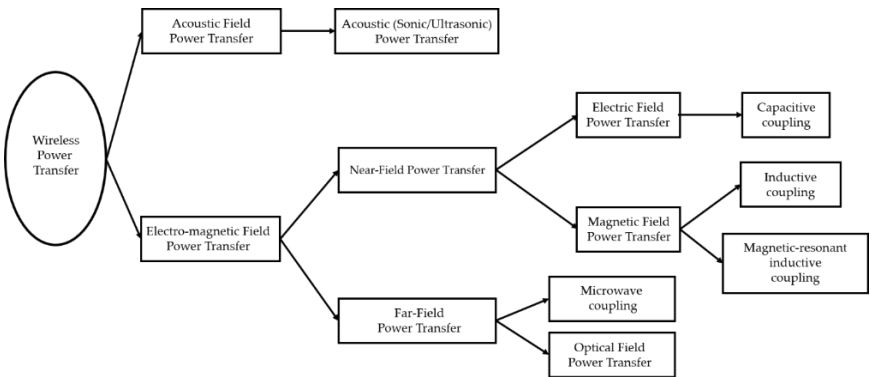 Acoustic Field
Power Transfer
Acoustic (Sonic/Ultrasonic)
Power Transfer
Wireless
Power
Transfer
Electro-magnetic Field
Power Transfer
Near-Field Power Transfer
Far-Field
Power Transfer
Electric Field
Power Transfer
Capacitive
coupling
Magnetic Field
Power Transfer
Inductive
coupling
Magnetic-resonant
inductive
coupling
Microwave
coupling
Optical Field
Power Transfer